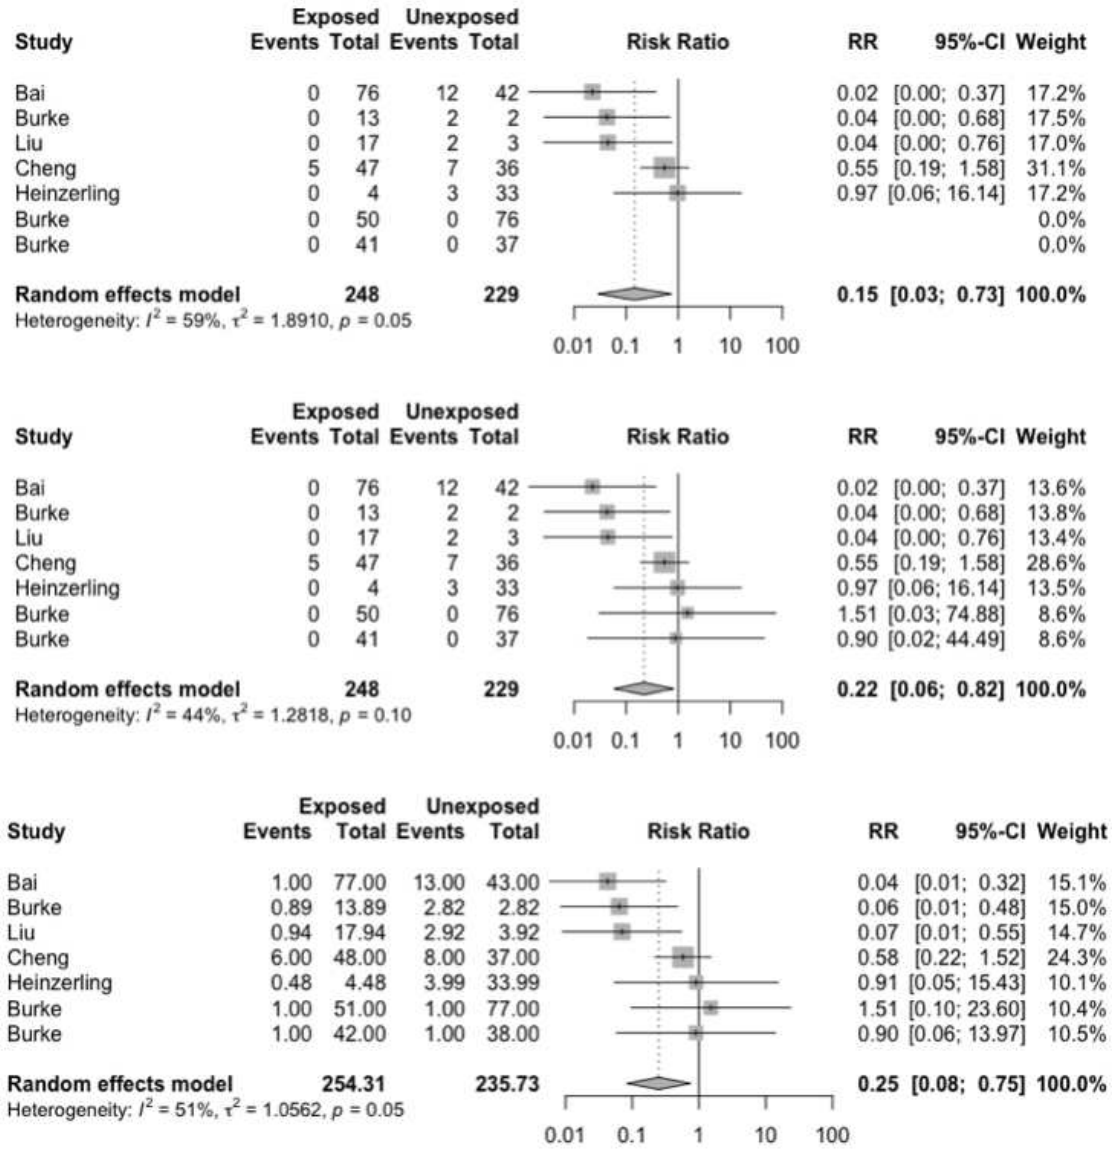 Exposed Unexposed
Study Events Total Events Total Risk Ratio RR 95%-CI Weight
Bai 0 76 12 42 0.02 [0.00; 0.37] 17.2%
Burke 0 13 2 2 0.04 [0.00; 0.68] 17.5%
Liu 0 17 2 3 0.04 [0.00; 0.76] 17.0%
Cheng 5 47 7 36 0.55 [0.19; 1.58] 31.1%
Heinzerling 0 4 3 33 0.97 [0.06; 16.14] 17.2%
Burke 0 50 0 76 0.0%
Burke 0 41 0 37 0.0%
Random effects model 248 229 0.15 [0.03; 0.73] 100.0%
Heterogeneity: I² = 59%, τ² = 1.8910, p = 0.05
0.01 0.1 1 10 100
Exposed Unexposed
Study Events Total Events Total Risk Ratio RR 95%-CI Weight
Bai 0 76 12 42 0.02 [0.00; 0.37] 13.6%
Burke 0 13 2 2 0.04 [0.00; 0.68] 13.8%
Liu 0 17 2 3 0.04 [0.00; 0.76] 13.4%
Cheng 5 47 7 36 0.55 [0.19; 1.58] 28.6%
Heinzerling 0 4 3 33 0.97 [0.06; 16.14] 13.5%
Burke 0 50 0 76 1.51 [0.03; 74.88] 8.6%
Burke 0 41 0 37 0.90 [0.02; 44.49] 8.6%
Random effects model 248 229 0.22 [0.06; 0.82] 100.0%
Heterogeneity: I² = 44%, τ² = 1.2818, p = 0.10
0.01 0.1 1 10 100
Exposed Unexposed
Study Events Total Events Total Risk Ratio RR 95%-CI Weight
Bai 1.00 77.00 13.00 43.00 0.04 [0.01; 0.32] 15.1%
Burke 0.89 13.89 2.82 2.82 0.06 [0.01; 0.48] 15.0%
Liu 0.94 17.94 2.92 3.92 0.07 [0.01; 0.55] 14.7%
Cheng 6.00 48.00 8.00 37.00 0.58 [0.22; 1.52] 24.3%
Heinzerling 0.48 4.48 3.99 33.99 0.91 [0.05; 15.43] 10.1%
Burke 1.00 51.00 1.00 77.00 1.51 [0.10; 23.60] 10.4%
Burke 1.00 42.00 1.00 38.00 0.90 [0.06; 13.97] 10.5%
Random effects model 254.31 235.73 0.25 [0.08; 0.75] 100.0%
Heterogeneity: I² = 51%, τ² = 1.0562, p = 0.05
0.01 0.1 1 10 100